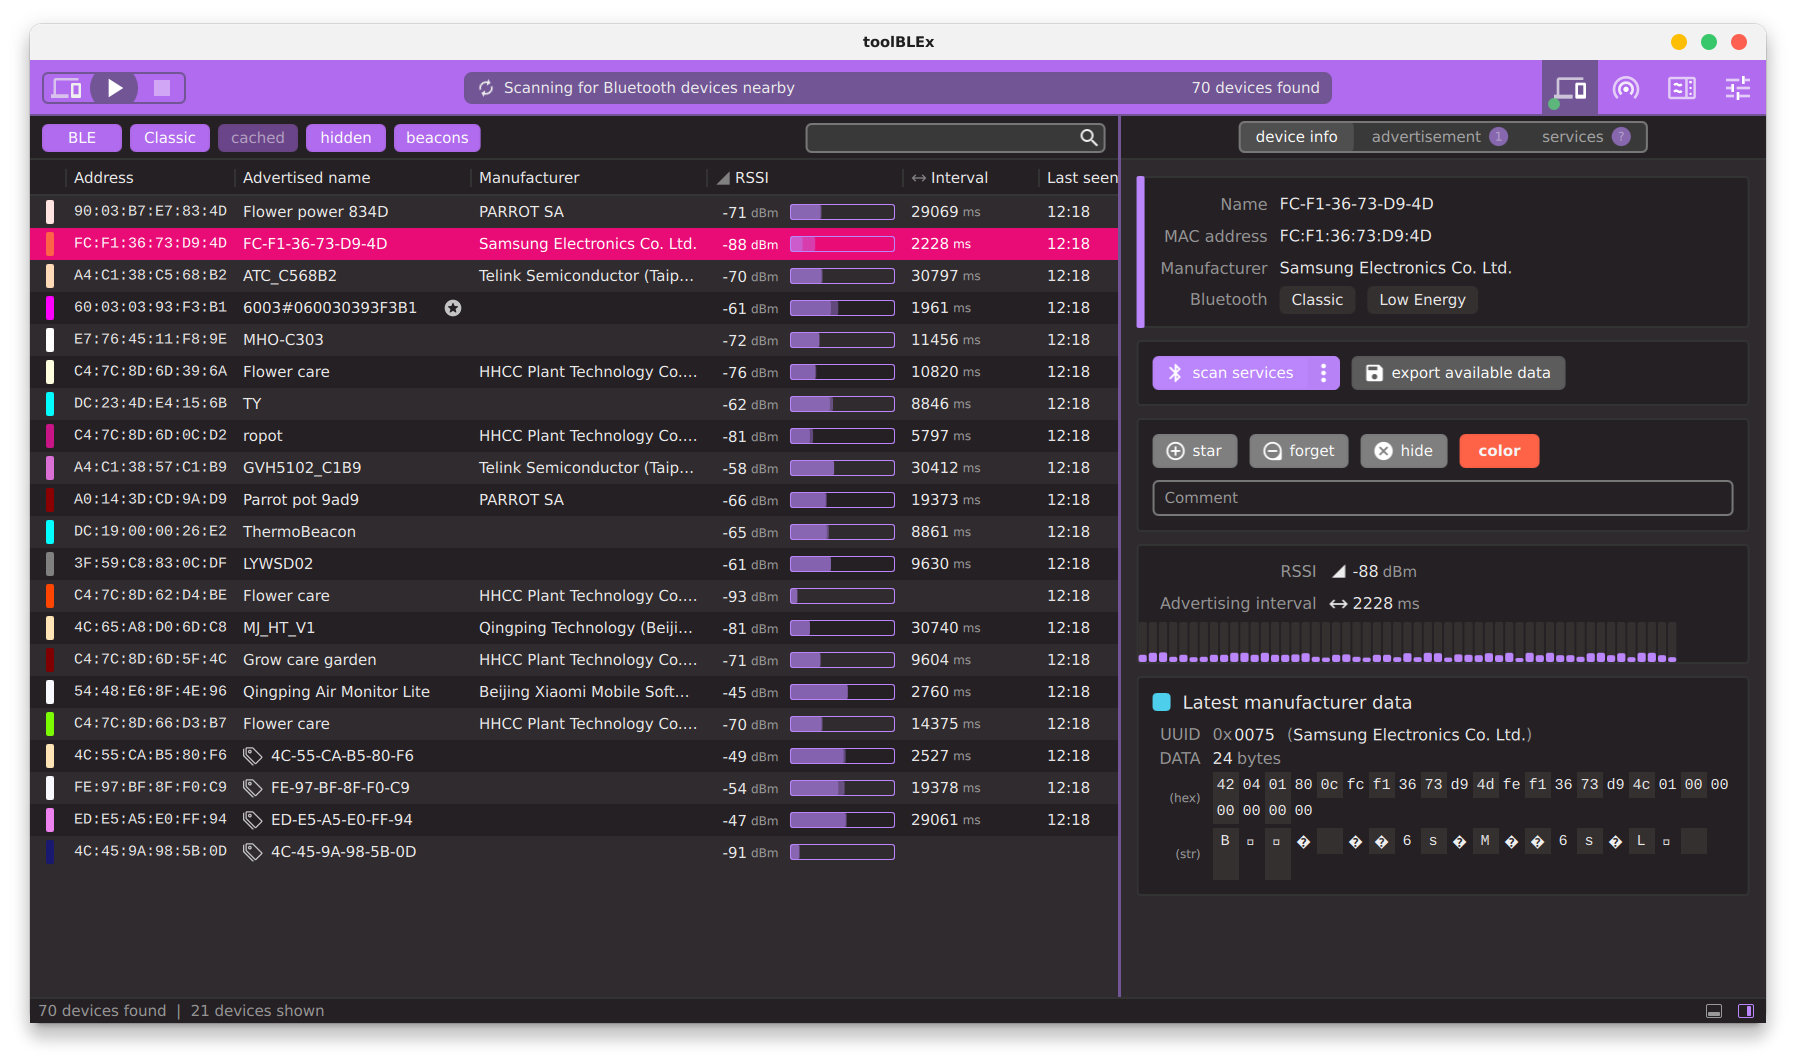 toolBLEx
Scanning for Bluetooth devices nearby 70 devices found
BLE Classic cached hidden beacons
device info advertisement 1 services ?
Address Advertised name Manufacturer RSSI Interval Last seen
90:03:B7:E7:83:4D Flower power 834D PARROT SA -71 dBm 29069 ms 12:18
FC:F1:36:73:D9:4D FC-F1-36-73-D9-4D Samsung Electronics Co. Ltd. -88 dBm 2228 ms 12:18
A4:C1:38:C5:68:B2 ATC_C568B2 Telink Semiconductor (Taip... -70 dBm 30797 ms 12:18
60:03:03:93:F3:B1 6003#060030393F3B1 -61 dBm 1961 ms 12:18
E7:76:45:11:F8:9E MHO-C303 -72 dBm 11456 ms 12:18
C4:7C:8D:6D:39:6A Flower care HHCC Plant Technology Co.... -76 dBm 10820 ms 12:18
DC:23:4D:E4:15:6B TY -62 dBm 8846 ms 12:18
C4:7C:8D:6D:0C:D2 ropot HHCC Plant Technology Co.... -81 dBm 5797 ms 12:18
A4:C1:38:57:C1:B9 GVH5102_C1B9 Telink Semiconductor (Taip... -58 dBm 30412 ms 12:18
A0:14:3D:CD:9A:D9 Parrot pot 9ad9 PARROT SA -66 dBm 19373 ms 12:18
DC:19:00:00:26:E2 ThermoBeacon -65 dBm 8861 ms 12:18
3F:59:C8:83:0C:DF LYWSD02 -61 dBm 9630 ms 12:18
C4:7C:8D:62:D4:BE Flower care HHCC Plant Technology Co.... -93 dBm 12:18
4C:65:A8:D0:6D:C8 MJ_HT_V1 Qingping Technology (Beiji... -81 dBm 30740 ms 12:18
C4:7C:8D:6D:5F:4C Grow care garden HHCC Plant Technology Co.... -71 dBm 9604 ms 12:18
54:48:E6:8F:4E:96 Qingping Air Monitor Lite Beijing Xiaomi Mobile Soft... -45 dBm 2760 ms 12:18
C4:7C:8D:66:D3:B7 Flower care HHCC Plant Technology Co.... -70 dBm 14375 ms 12:18
4C:55:CA:B5:80:F6 4C-55-CA-B5-80-F6 -49 dBm 2527 ms 12:18
FE:97:BF:8F:F0:C9 FE-97-BF-8F-F0-C9 -54 dBm 19378 ms 12:18
ED:E5:A5:E0:FF:94 ED-E5-A5-E0-FF-94 -47 dBm 29061 ms 12:18
4C:45:9A:98:5B:0D 4C-45-9A-98-5B-0D -91 dBm
Name FC-F1-36-73-D9-4D
MAC address FC:F1:36:73:D9:4D
Manufacturer Samsung Electronics Co. Ltd.
Bluetooth Classic Low Energy
scan services export available data
star forget hide color
Comment
RSSI -88 dBm
Advertising interval 2228 ms
Latest manufacturer data
UUID 0x0075 (Samsung Electronics Co. Ltd.)
DATA 24 bytes
(hex) 42 04 01 80 0c fc f1 36 73 d9 4d fe f1 36 73 d9 4c 01 00 00
00 00 00 00
(str) B ▫ ▫ � � � 6 s � M � � 6 s � L ▫
70 devices found | 21 devices shown